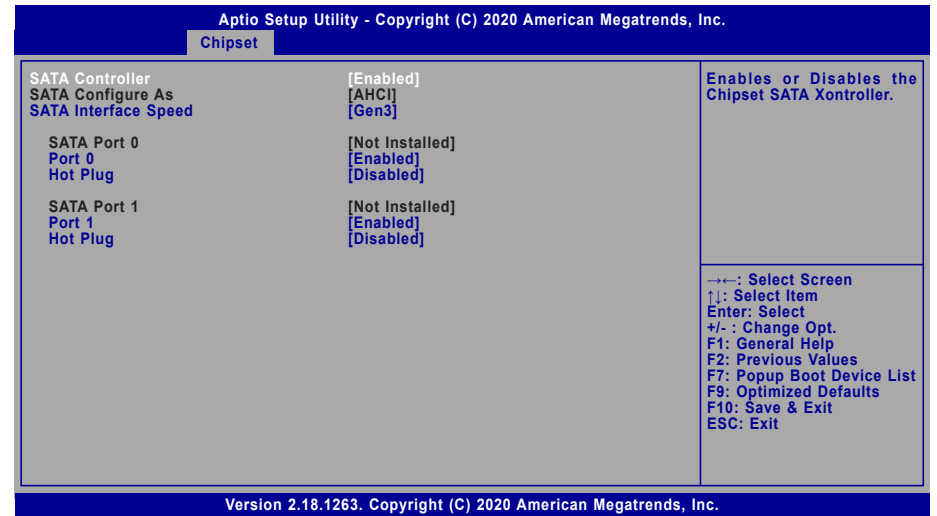 Aptio Setup Utility - Copyright (C) 2020 American Megatrends, Inc.
Chipset
SATA Controller [Enabled]
SATA Configure As [AHCI]
SATA Interface Speed [Gen3]
SATA Port 0 [Not Installed]
Port 0 [Enabled]
Hot Plug [Disabled]
SATA Port 1 [Not Installed]
Port 1 [Enabled]
Hot Plug [Disabled]
Enables or Disables the
Chipset SATA Xontroller.
→←: Select Screen
↑↓: Select Item
Enter: Select
+/- : Change Opt.
F1: General Help
F2: Previous Values
F7: Popup Boot Device List
F9: Optimized Defaults
F10: Save & Exit
ESC: Exit
Version 2.18.1263. Copyright (C) 2020 American Megatrends, Inc.